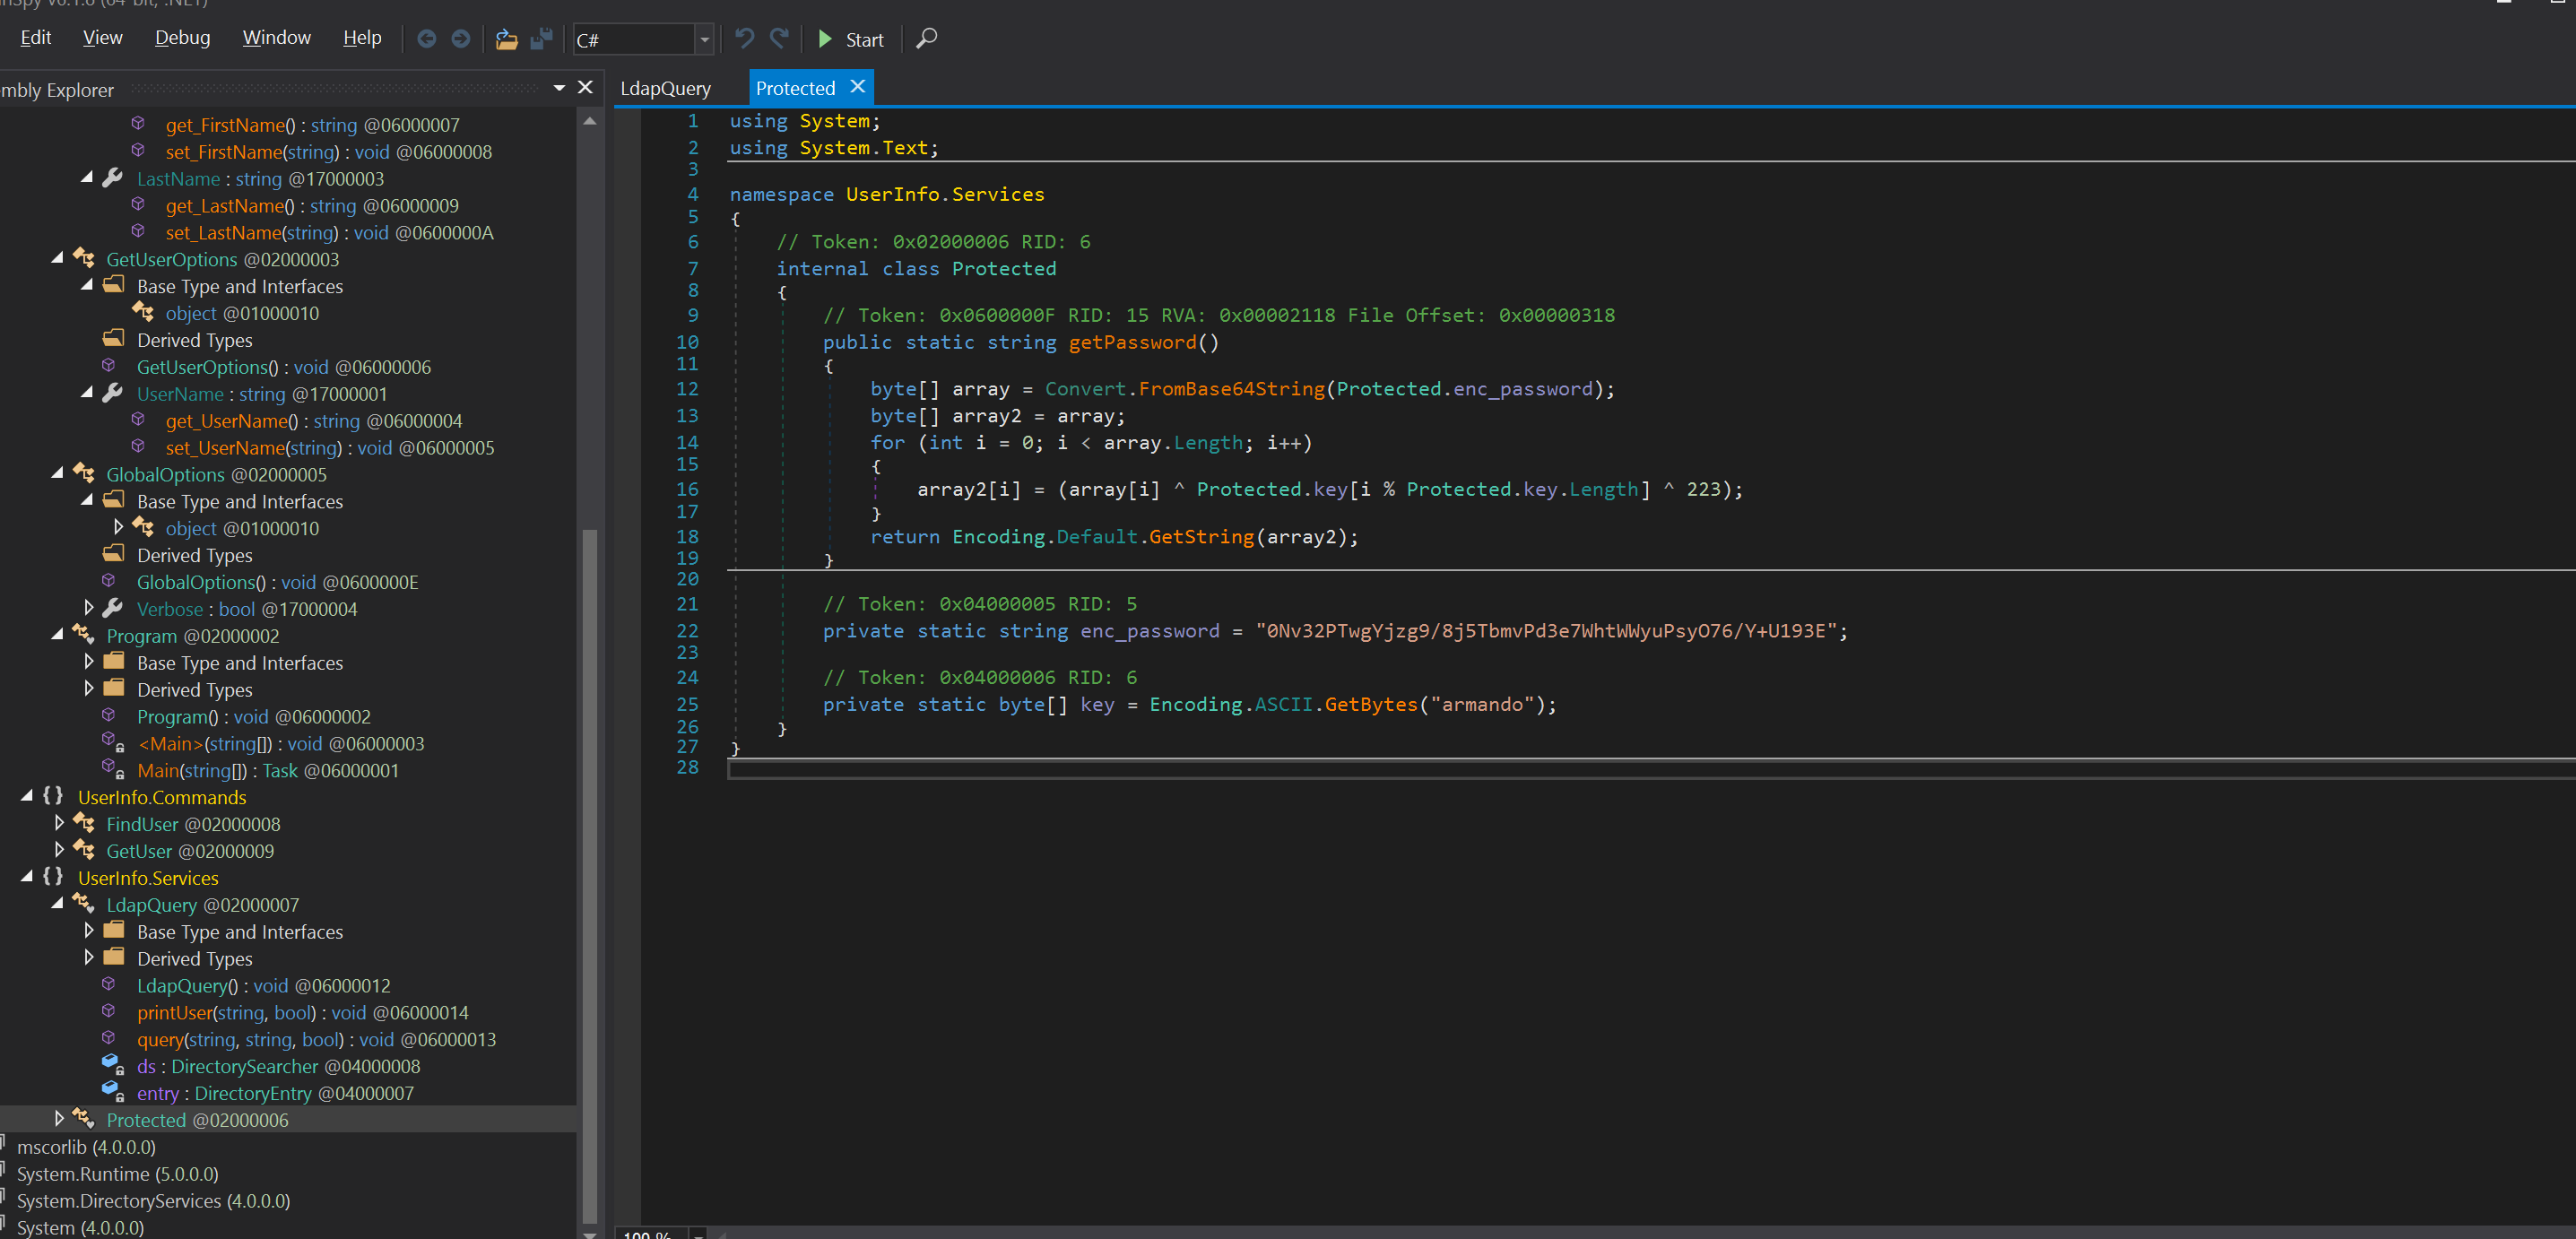 Edit View Debug Window Help C# Start
mbly Explorer
get_FirstName() : string @06000007
set_FirstName(string) : void @06000008
LastName : string @17000003
get_LastName() : string @06000009
set_LastName(string) : void @0600000A
GetUserOptions @02000003
Base Type and Interfaces
object @01000010
Derived Types
GetUserOptions() : void @06000006
UserName : string @17000001
get_UserName() : string @06000004
set_UserName(string) : void @06000005
GlobalOptions @02000005
Base Type and Interfaces
object @01000010
Derived Types
GlobalOptions() : void @0600000E
Verbose : bool @17000004
Program @02000002
Base Type and Interfaces
Derived Types
Program() : void @06000002
<Main>(string[]) : void @06000003
Main(string[]) : Task @06000001
{ } UserInfo.Commands
FindUser @02000008
GetUser @02000009
{ } UserInfo.Services
LdapQuery @02000007
Base Type and Interfaces
Derived Types
LdapQuery() : void @06000012
printUser(string, bool) : void @06000014
query(string, string, bool) : void @06000013
ds : DirectorySearcher @04000008
entry : DirectoryEntry @04000007
Protected @02000006
mscorlib (4.0.0.0)
System.Runtime (5.0.0.0)
System.DirectoryServices (4.0.0.0)
System (4.0.0.0)
LdapQuery Protected
1 using System;
2 using System.Text;
3
4 namespace UserInfo.Services
5 {
6 // Token: 0x02000006 RID: 6
7 internal class Protected
8 {
9 // Token: 0x0600000F RID: 15 RVA: 0x00002118 File Offset: 0x00000318
10 public static string getPassword()
11 {
12 byte[] array = Convert.FromBase64String(Protected.enc_password);
13 byte[] array2 = array;
14 for (int i = 0; i < array.Length; i++)
15 {
16 array2[i] = (array[i] ^ Protected.key[i % Protected.key.Length] ^ 223);
17 }
18 return Encoding.Default.GetString(array2);
19 }
20
21 // Token: 0x04000005 RID: 5
22 private static string enc_password = "0Nv32PTwgYjzg9/8j5TbmvPd3e7WhtWWyuPsyO76/Y+U193E";
23
24 // Token: 0x04000006 RID: 6
25 private static byte[] key = Encoding.ASCII.GetBytes("armando");
26 }
27 }
28
100 %